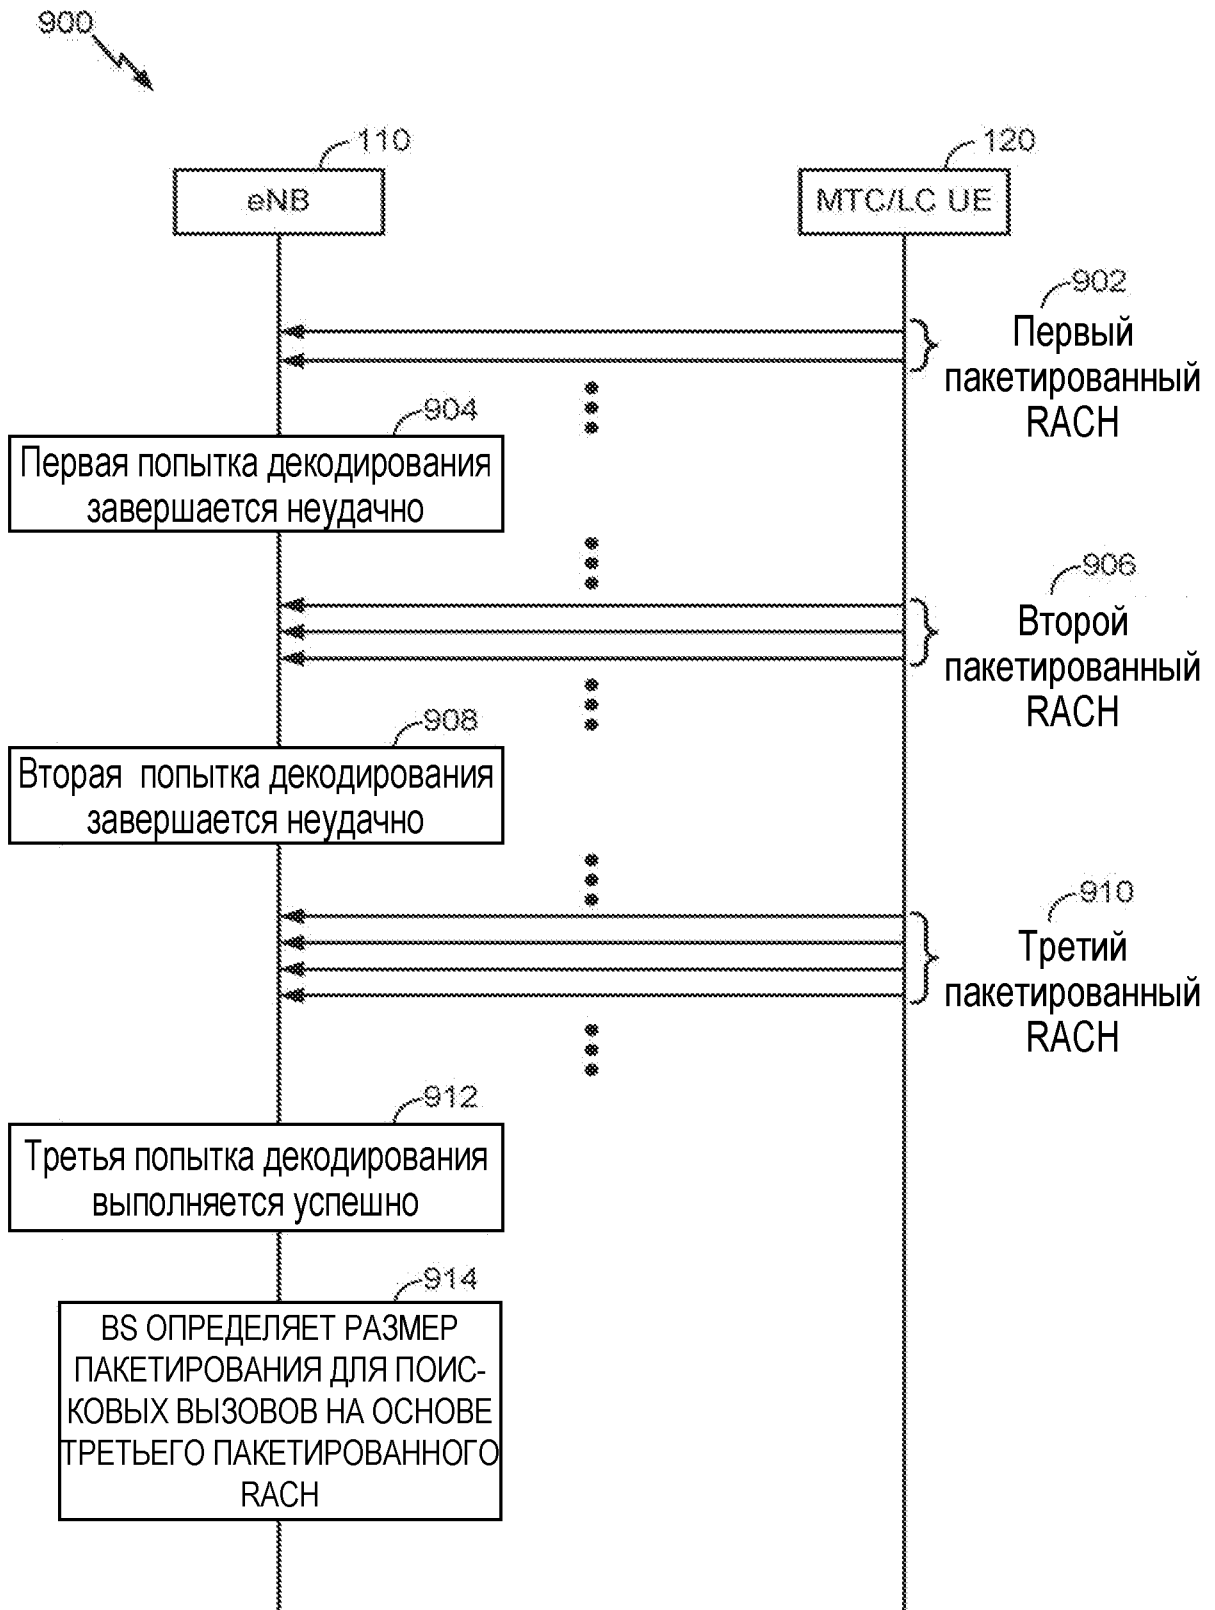 900
110
120
eNB
MTC/LC UE
902
Первый
пакетированный
RACH
904
Первая попытка декодирования
завершается неудачно
906
Второй
пакетированный
RACH
908
Вторая попытка декодирования
завершается неудачно
910
Третий
пакетированный
RACH
912
Третья попытка декодирования
выполняется успешно
914
BS ОПРЕДЕЛЯЕТ РАЗМЕР
ПАКЕТИРОВАНИЯ ДЛЯ ПОИС-
КОВЫХ ВЫЗОВОВ НА ОСНОВЕ
ТРЕТЬЕГО ПАКЕТИРОВАННОГО
RACH